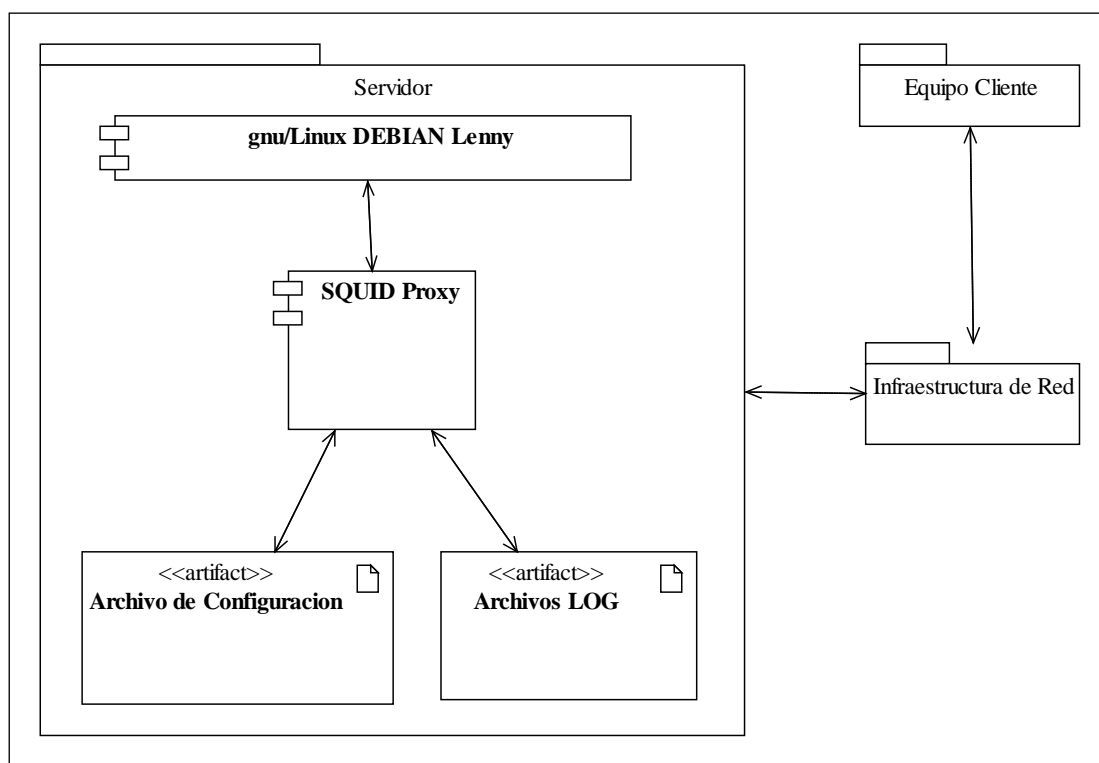 Servidor
gnu/Linux DEBIAN Lenny
SQUID Proxy
<<artifact>>
Archivo de Configuracion
<<artifact>>
Archivos LOG
Equipo Cliente
Infraestructura de Red